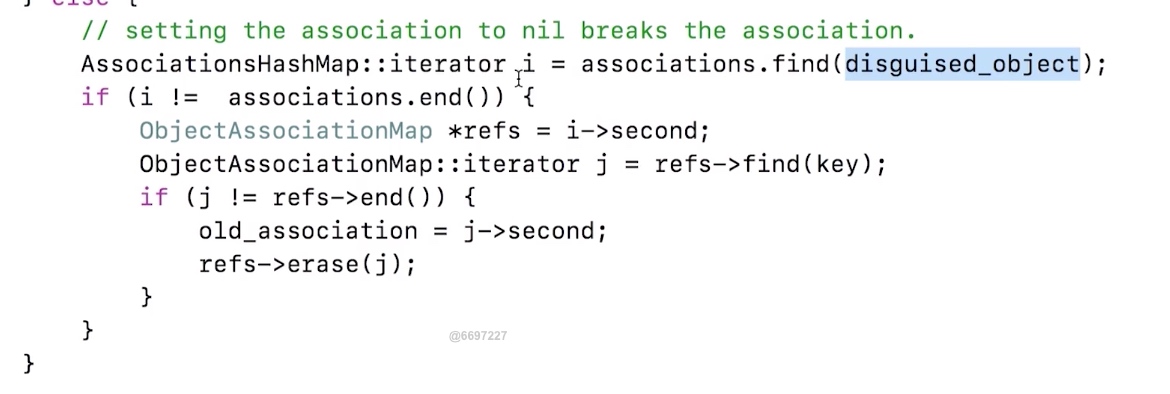 } else {
// setting the association to nil breaks the association.
AssociationsHashMap::iterator i = associations.find(disguised_object);
if (i !=  associations.end()) {
ObjectAssociationMap *refs = i->second;
ObjectAssociationMap::iterator j = refs->find(key);
if (j != refs->end()) {
old_association = j->second;
refs->erase(j);
}
}
@6697227
}